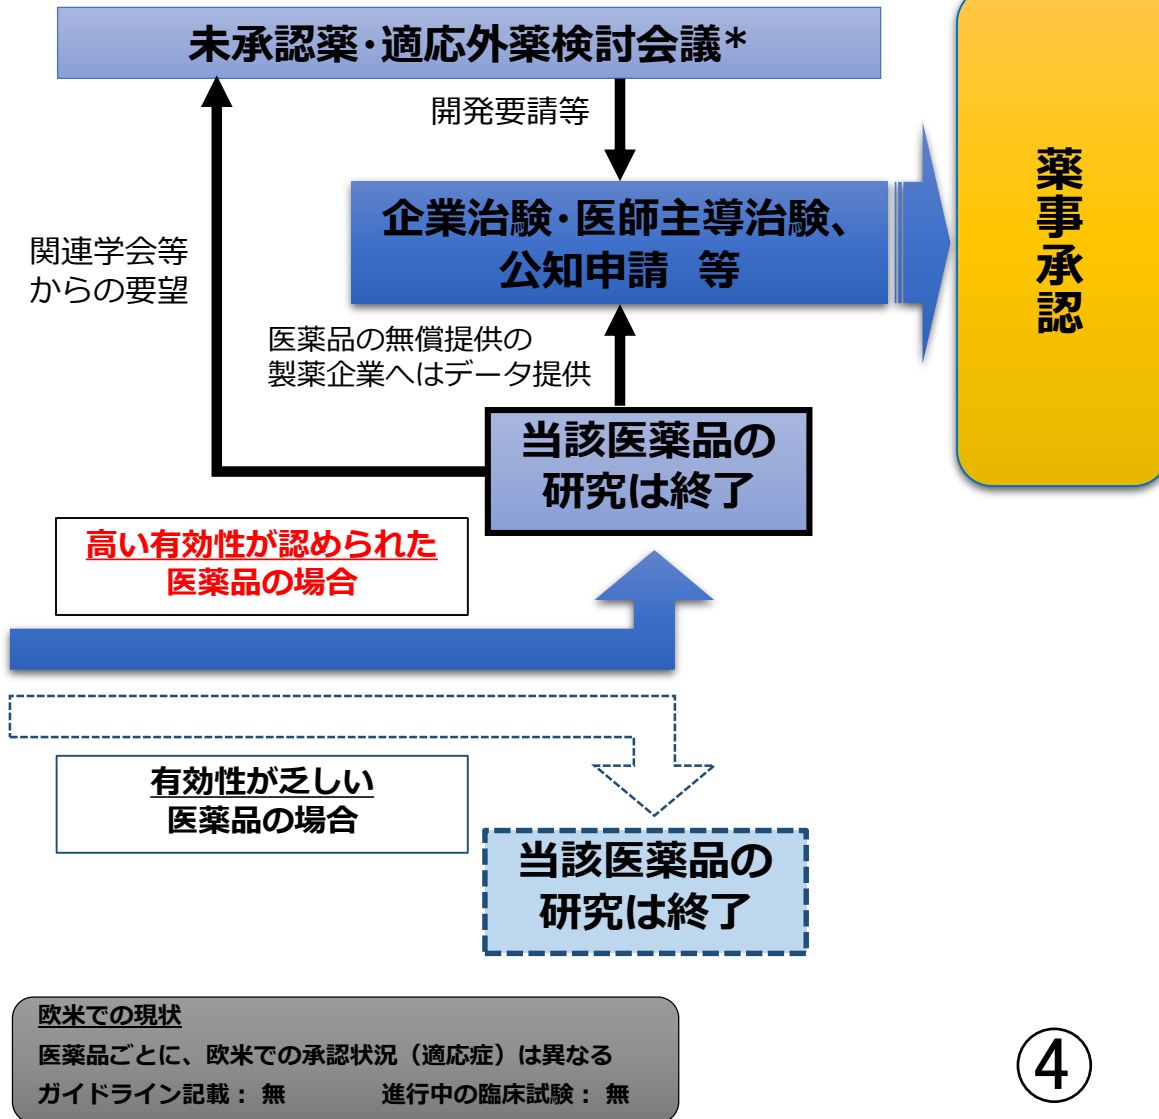 未承認薬・適応外薬検討会議*
開発要請等
企業治験・医師主導治験、
公知申請 等
薬事承認
関連学会等
からの要望
医薬品の無償提供の
製薬企業へはデータ提供
当該医薬品の
研究は終了
高い有効性が認められた
医薬品の場合
有効性が乏しい
医薬品の場合
当該医薬品の
研究は終了
欧米での現状
医薬品ごとに、欧米での承認状況（適応症）は異なる
ガイドライン記載： 無 進行中の臨床試験： 無
④